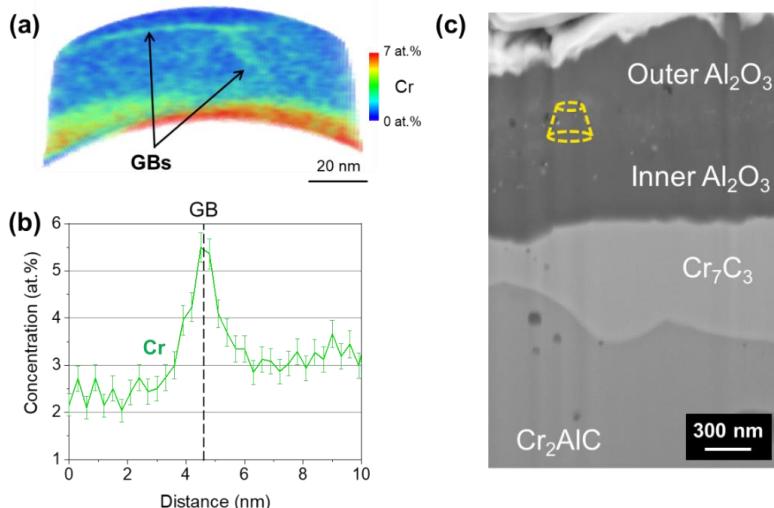 (a)
7 at.%
Cr
0 at.%
GBs
20 nm
(b)
GB
Concentration (at.%)
6
5
4
3
2
1
Cr
0 2 4 6 8 10
Distance (nm)
(c)
Outer Al₂O₃
Inner Al₂O₃
Cr₇C₃
Cr₂AlC
300 nm